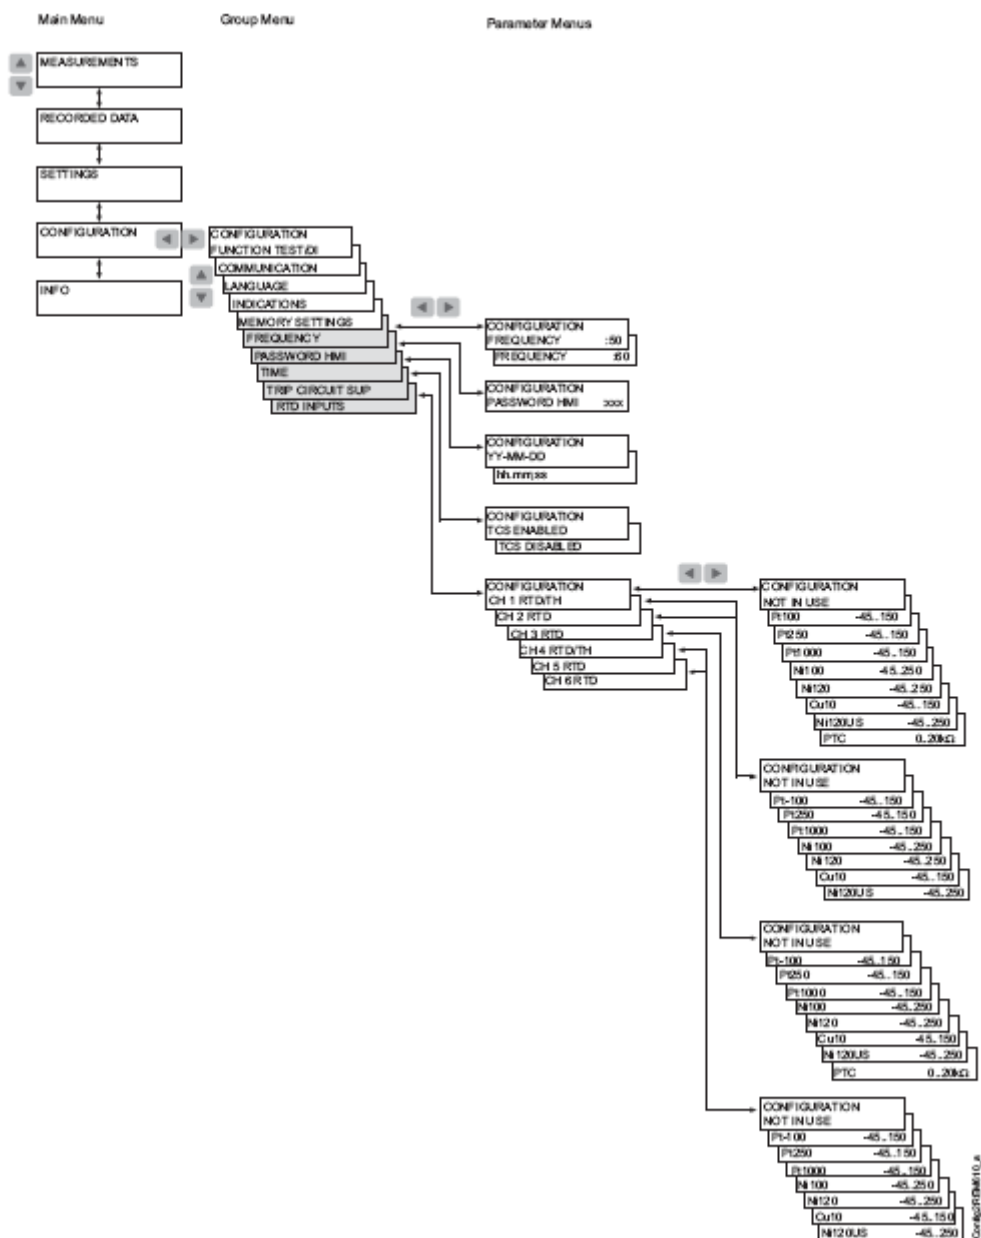 Main Menu
Group Menu
Parameter Menus
MEASUREMENTS
RECORDED DATA
SETTINGS
CONFIGURATION
INFO
CONFIGURATION
FUNCTION TEST/DI
COMMUNICATION
LANGUAGE
INDICATIONS
MEMORY SETTINGS
FREQUENCY
PASSWORD HMI
TIME
TRIP CIRCUIT SUP
RTD INPUTS
CONFIGURATION
FREQUENCY :50
FREQUENCY :60
CONFIGURATION
PASSWORD HMI xxx
CONFIGURATION
YY-MM-DD
hh.mm;ss
CONFIGURATION
TCS ENABLED
TCS DISABLED
CONFIGURATION
CH 1 RTD/TH
CH 2 RTD
CH 3 RTD
CH4 RTD/TH
CH 5 RTD
CH 6 RTD
CONFIGURATION
NOT IN USE
Pt100 -45..150
Pt250 -45..150
Pt1000 -45..150
Ni100 -45..250
Ni120 -45..250
Cu10 -45..150
Ni120US -45..250
PTC 0..20kΩ
CONFIGURATION
NOT IN USE
Pt-100 -45..150
Pt250 -45..150
Pt1000 -45..150
Ni100 -45..250
Ni120 -45..250
Cu10 -45..150
Ni120US -45..250
CONFIGURATION
NOT IN USE
Pt-100 -45..150
Pt250 -45..150
Pt1000 -45..150
Ni100 -45..250
Ni120 -45..250
Cu10 -45..150
Ni120US -45..250
PTC 0..20kΩ
CONFIGURATION
NOT IN USE
Pt-100 -45..150
Pt250 -45..150
Pt1000 -45..150
Ni100 -45..250
Ni120 -45..250
Cu10 -45..150
Ni120US -45..250
Config2REM610_a